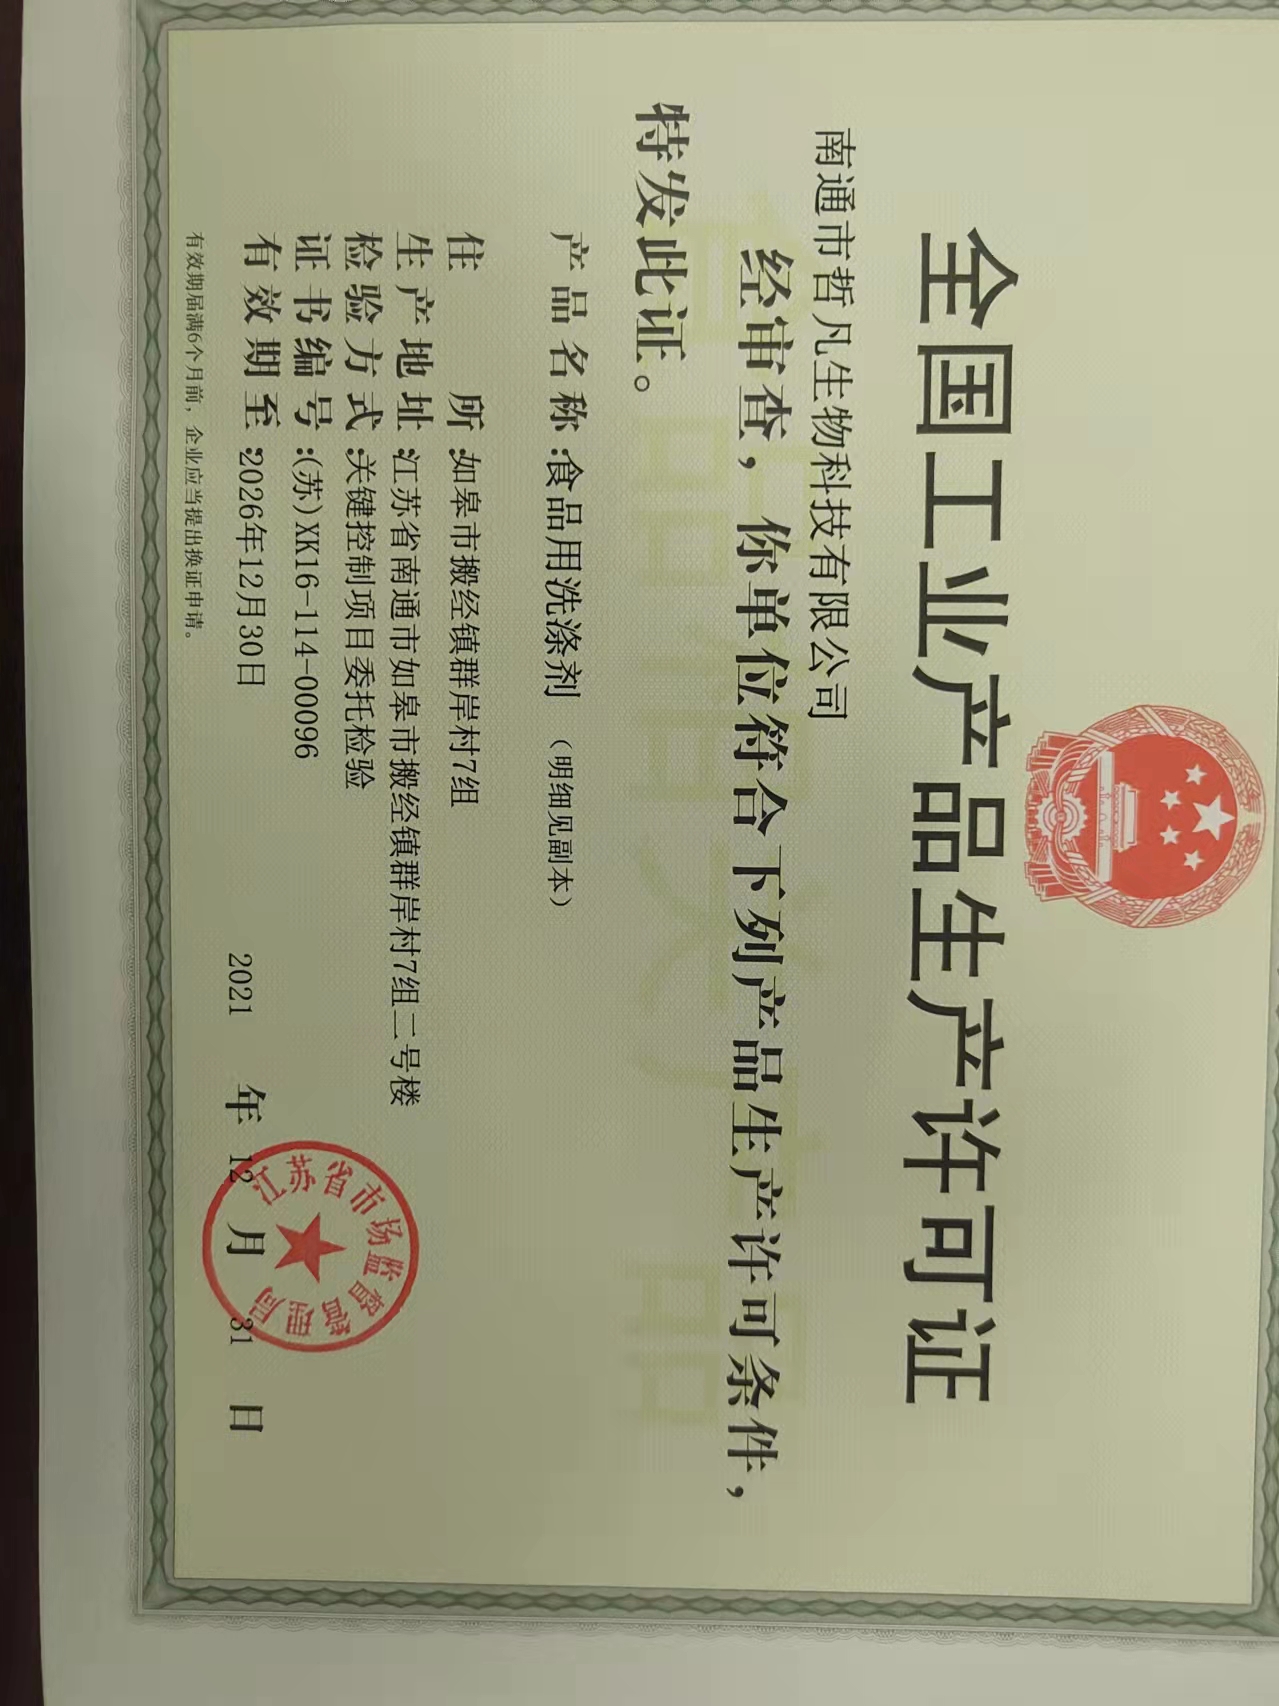 全国工业产品生产许可证
南通市哲凡生物科技有限公司
经审查，你单位符合下列产品生产许可条件，
特发此证。
产品名称:食品用洗涤剂 （明细见副本）
住所:如皋市搬经镇群岸村7组
生产地址:江苏省南通市如皋市搬经镇群岸村7组二号楼
检验方式:关键控制项目委托检验
证书编号:(苏)XK16-114-00096
有效期至:2026年12月30日
2021 年 12 月 31 日
江苏省市场监督管理局
有效期届满6个月前，企业应当提出换证申请。